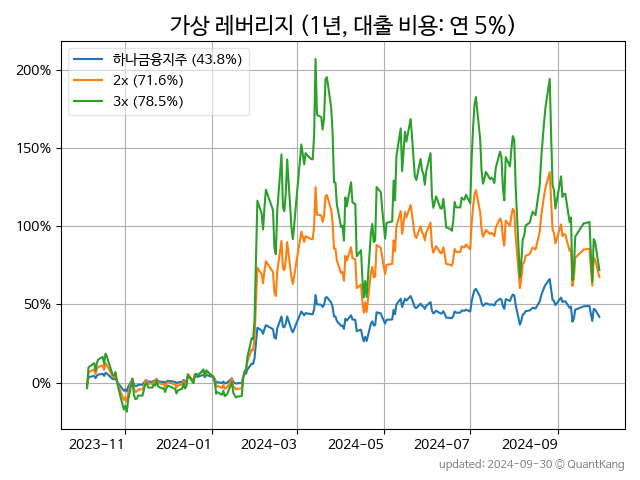 가상 레버리지 (1년, 대출 비용: 연 5%)
하나금융지주 (43.8%)
2x (71.6%)
3x (78.5%)
200%
150%
100%
50%
0%
2023-11
2024-01
2024-03
2024-05
2024-07
2024-09
updated: 2024-09-30 © QuantKang